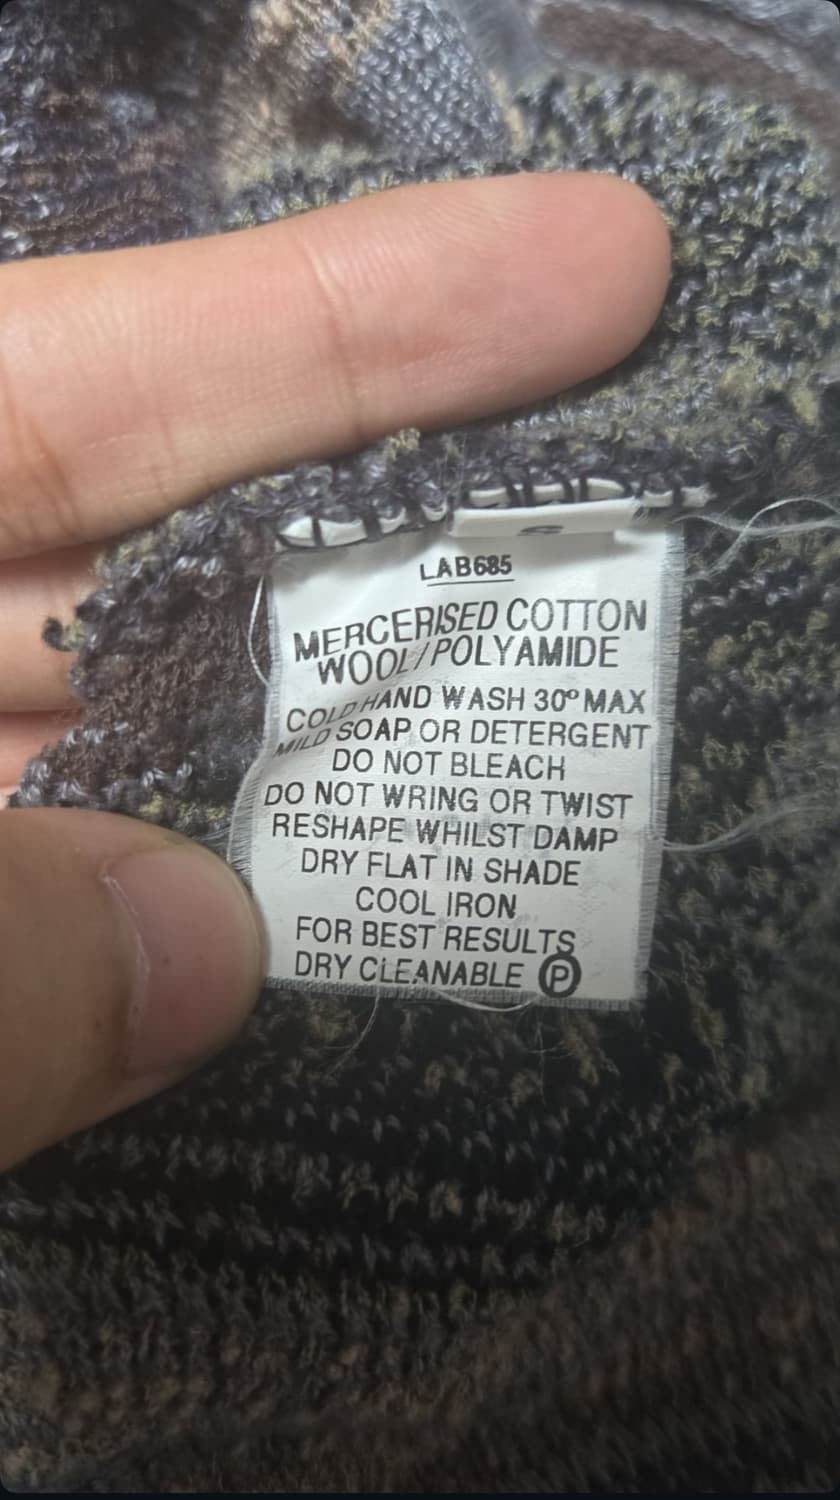 S
LAB685
MERCERISED COTTON
WOOL/POLYAMIDE
COLD HAND WASH 30º MAX
MILD SOAP OR DETERGENT
DO NOT BLEACH
DO NOT WRING OR TWIST
RESHAPE WHILST DAMP
DRY FLAT IN SHADE
COOL IRON
FOR BEST RESULTS
DRY CLEANABLE Ⓟ